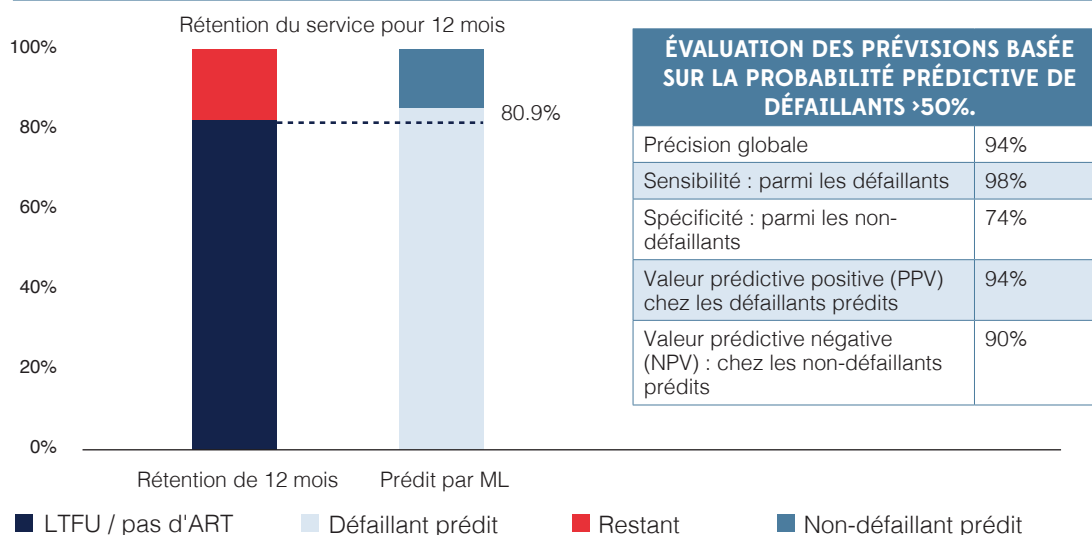 Rétention du service pour 12 mois
100%
80%
60%
40%
20%
0%
80.9%
Rétention de 12 mois
Prédit par ML
LTFU / pas d'ART
Défaillant prédit
Restant
Non-défaillant prédit
ÉVALUATION DES PRÉVISIONS BASÉE
SUR LA PROBABILITÉ PRÉDICTIVE DE
DÉFAILLANTS >50%.
Précision globale 94%
Sensibilité : parmi les défaillants 98%
Spécificité : parmi les non-
défaillants 74%
Valeur prédictive positive (PPV)
chez les défaillants prédits 94%
Valeur prédictive négative
(NPV) : chez les non-défaillants
prédits 90%